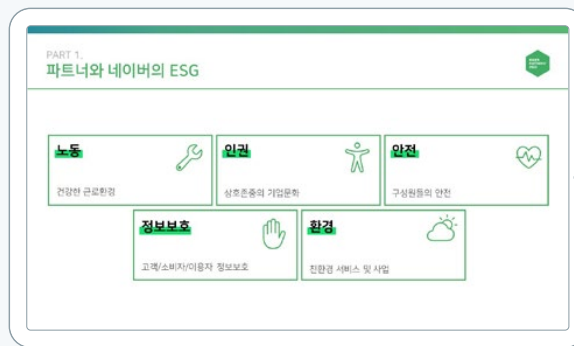 PART 1.
파트너와 네이버의 ESG
노동
건강한 근로환경
인권
상호존중의 기업문화
안전
구성원들의 안전
정보보호
고객/소비자/이용자 정보보호
환경
친환경 서비스 및 사업